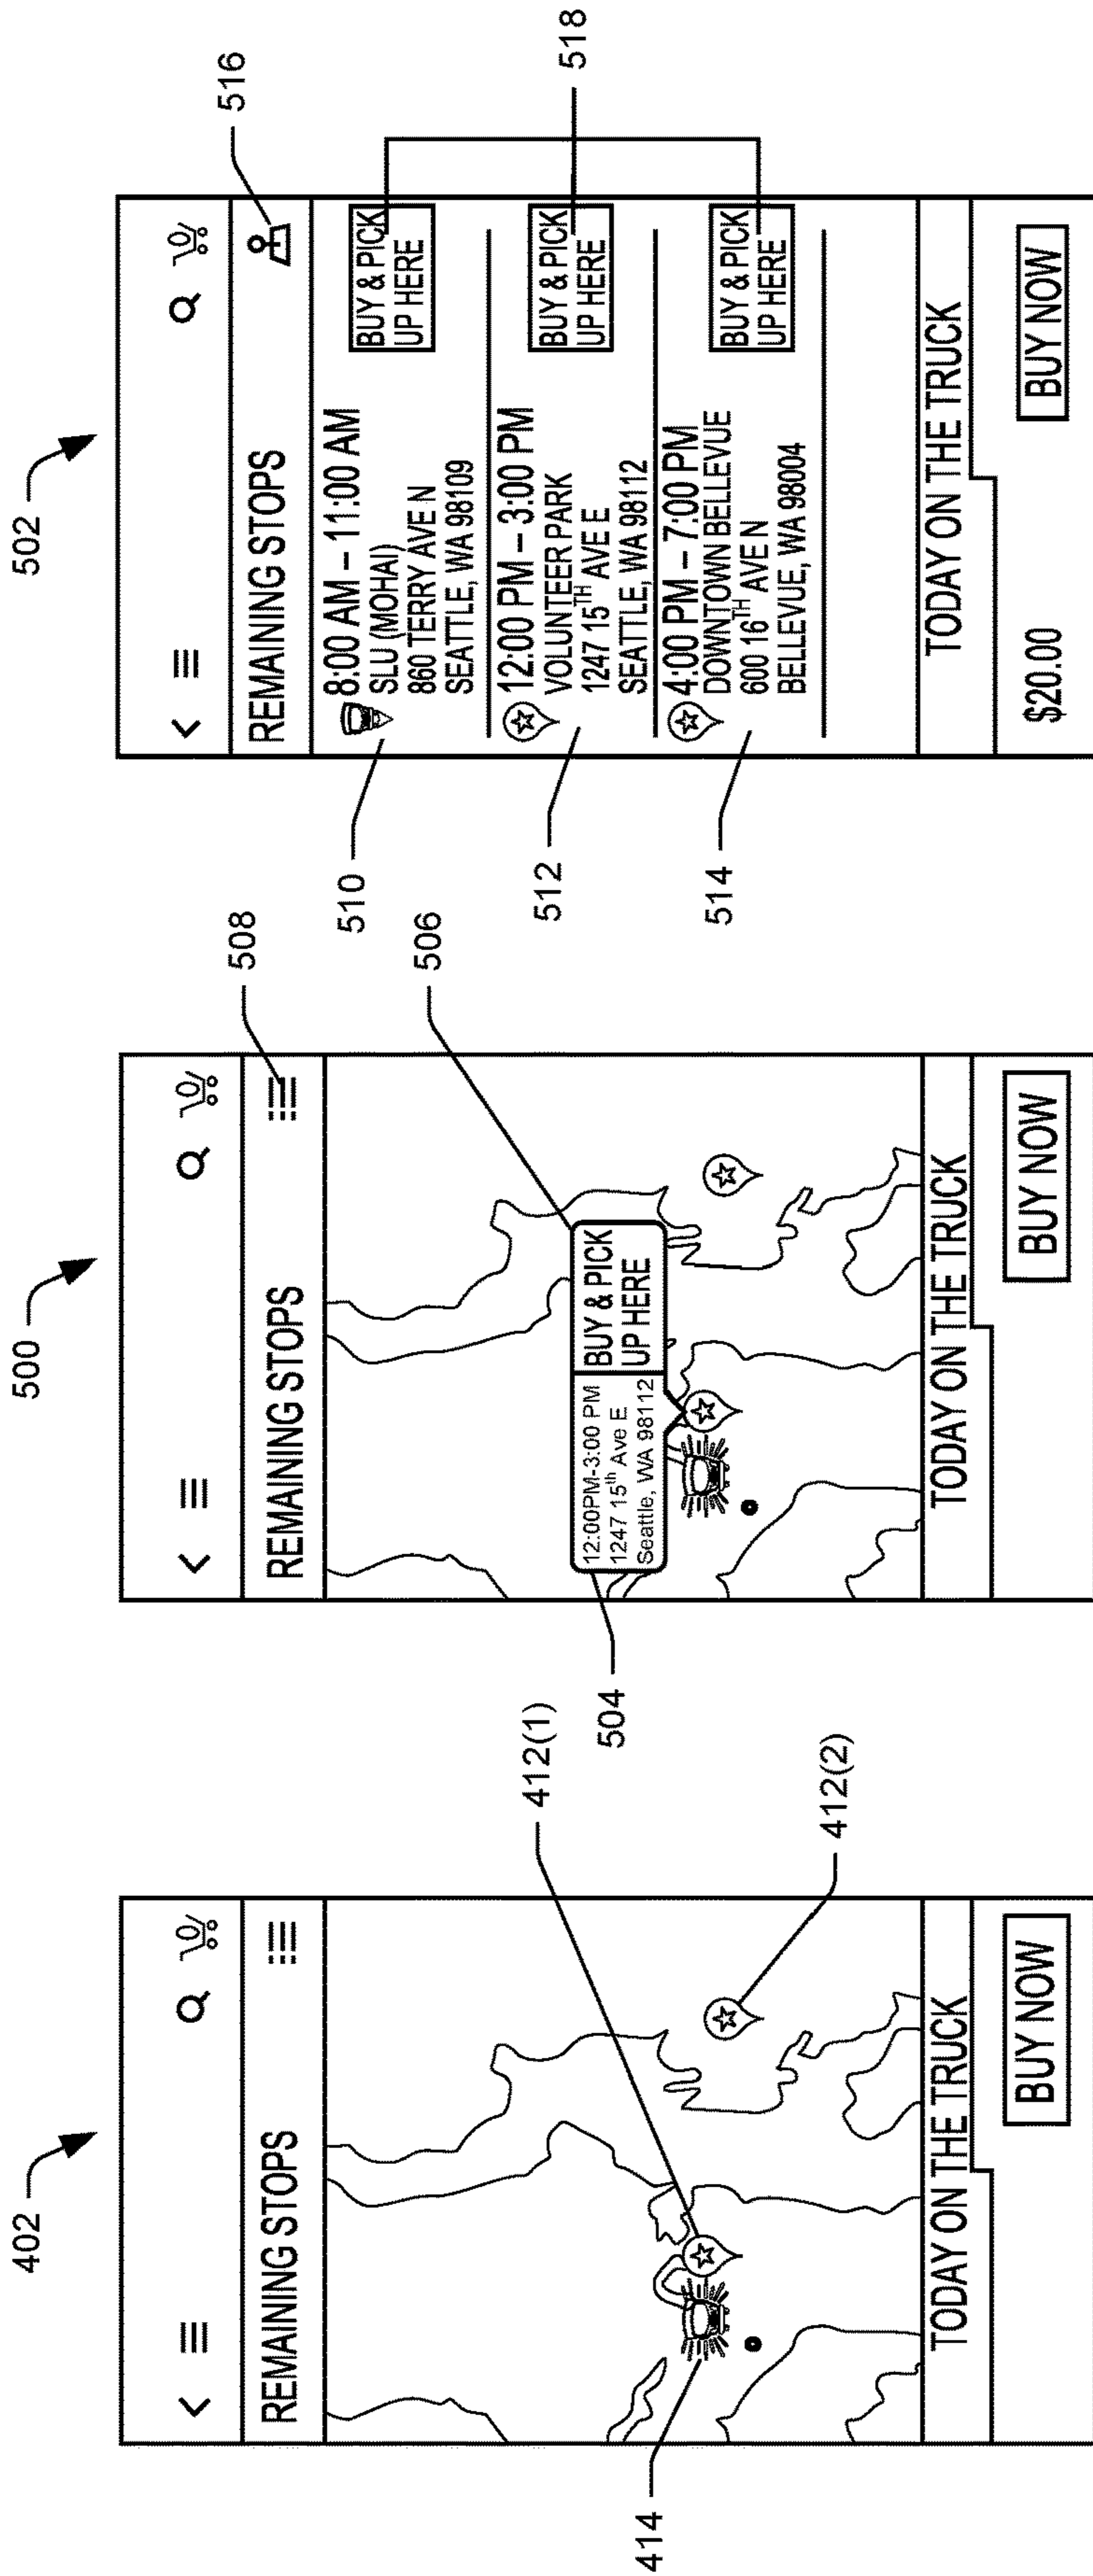 402
REMAINING STOPS
412(1)
412(2)
414
TODAY ON THE TRUCK
BUY NOW
500
REMAINING STOPS
508
506
12:00PM-3:00 PM
1247 15th Ave E
Seattle, WA 98112
BUY & PICK
UP HERE
504
TODAY ON THE TRUCK
BUY NOW
502
REMAINING STOPS
516
510
8:00 AM – 11:00 AM
SLU (MOHAI)
860 TERRY AVE N
SEATTLE, WA 98109
BUY & PICK
UP HERE
512
12:00 PM – 3:00 PM
VOLUNTEER PARK
1247 15TH AVE E
SEATTLE, WA 98112
BUY & PICK
UP HERE
518
514
4:00 PM – 7:00 PM
DOWNTOWN BELLEVUE
600 16TH AVE N
BELLEVUE, WA 98004
BUY & PICK
UP HERE
TODAY ON THE TRUCK
$20.00
BUY NOW